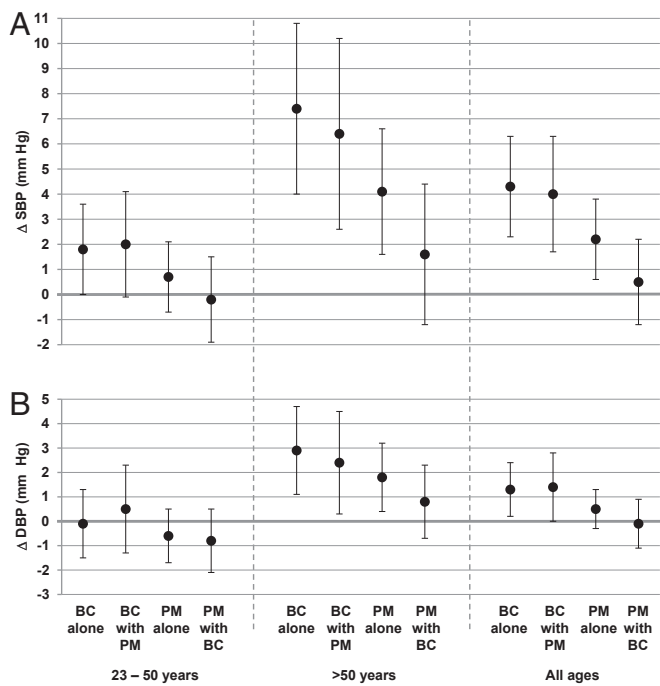 A
Δ SBP (mm Hg)
11
10
9
8
7
6
5
4
3
2
1
0
-1
-2
B
Δ DBP (mm Hg)
5
4
3
2
1
0
-1
-2
-3
BC alone
BC with PM
PM alone
PM with BC
BC alone
BC with PM
PM alone
PM with BC
BC alone
BC with PM
PM alone
PM with BC
23 – 50 years
>50 years
All ages